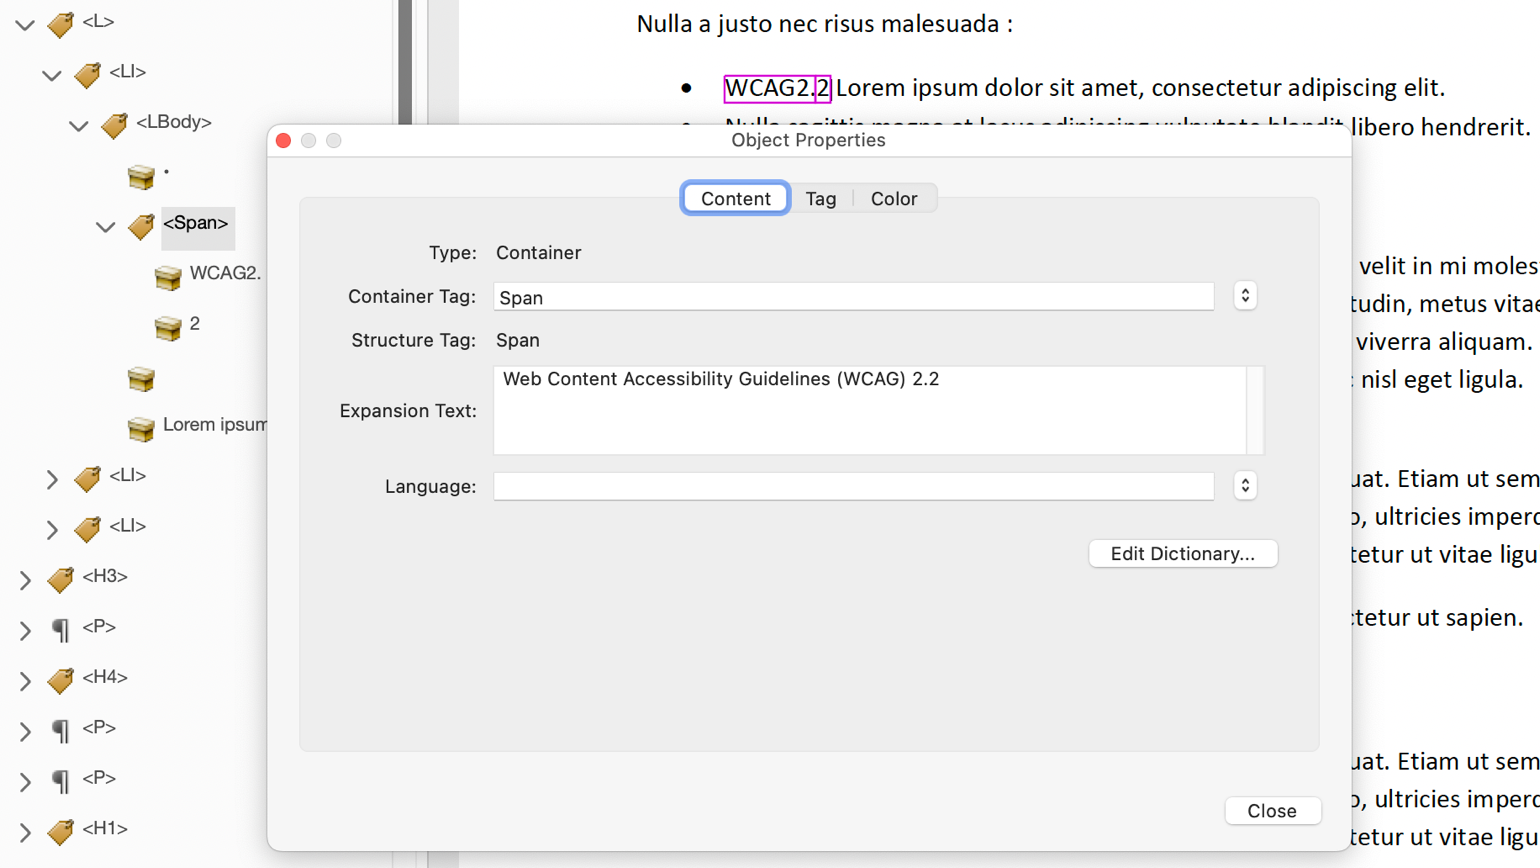 <L>
<LI>
<LBody>
•
<Span>
WCAG2.
2
Lorem ipsum
<LI>
<LI>
<H3>
<P>
<H4>
<P>
<P>
<H1>
Nulla a justo nec risus malesuada :
• WCAG2.2 Lorem ipsum dolor sit amet, consectetur adipiscing elit.
libero hendrerit.
Object Properties
Content Tag Color
Type: Container
Container Tag: Span
Structure Tag: Span
Expansion Text: Web Content Accessibility Guidelines (WCAG) 2.2
Language:
Edit Dictionary...
Close
velit in mi moles
tudin, metus vitae
viverra aliquam.
nisl eget ligula.
uat. Etiam ut sem
o, ultricies imperd
tetur ut vitae ligu
ctetur ut sapien.
uat. Etiam ut sem
o, ultricies imperd
tetur ut vitae ligu